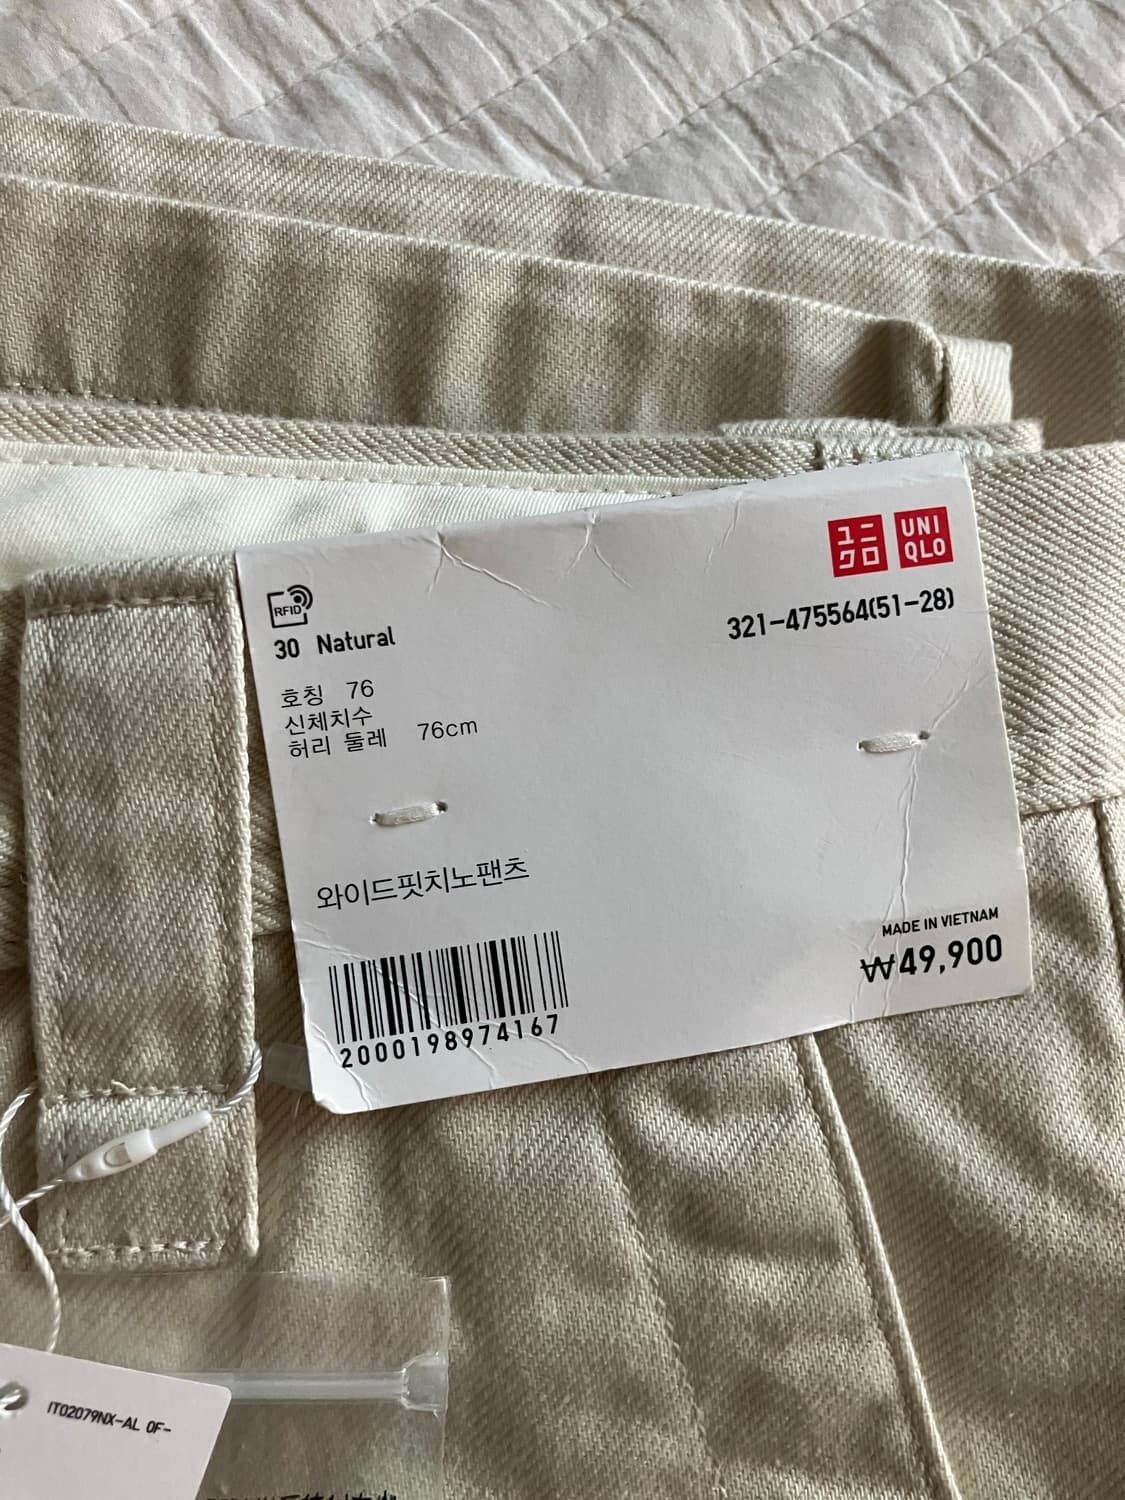 ユニ
クロ
UNI
QLO
RFID
30 Natural
321-475564(51-28)
호칭 76
신체치수
허리 둘레 76cm
와이드핏치노팬츠
MADE IN VIETNAM
₩49,900
2000198974167
IT02079NX-AL OF-